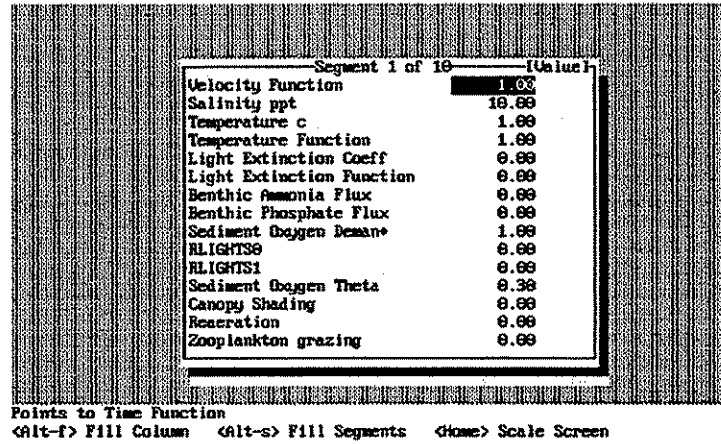 Segment 1 of 10 [Value]
Velocity Function 1.00
Salinity ppt 10.00
Temperature c 1.00
Temperature Function 1.00
Light Extinction Coeff 0.00
Light Extinction Function 0.00
Benthic Ammonia Flux 0.00
Benthic Phosphate Flux 0.00
Sediment Oxygen Deman♦ 1.00
RLIGHTS0 0.00
RLIGHTS1 0.00
Sediment Oxygen Theta 0.30
Canopy Shading 0.00
Reaeration 0.00
Zooplankton grazing 0.00
Points to Time Function
<Alt-f> Fill Column <Alt-s> Fill Segments <Home> Scale Screen